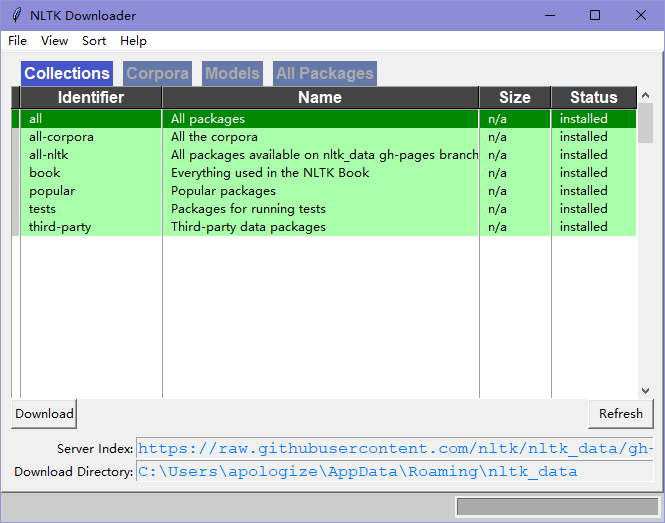 NLTK Downloader
File View Sort Help
Collections Corpora Models All Packages
Identifier Name Size Status
all All packages n/a installed
all-corpora All the corpora n/a installed
all-nltk All packages available on nltk_data gh-pages branch n/a installed
book Everything used in the NLTK Book n/a installed
popular Popular packages n/a installed
tests Packages for running tests n/a installed
third-party Third-party data packages n/a installed
Download Refresh
Server Index: https://raw.githubusercontent.com/nltk/nltk_data/gh-
Download Directory: C:\Users\apologize\AppData\Roaming\nltk_data